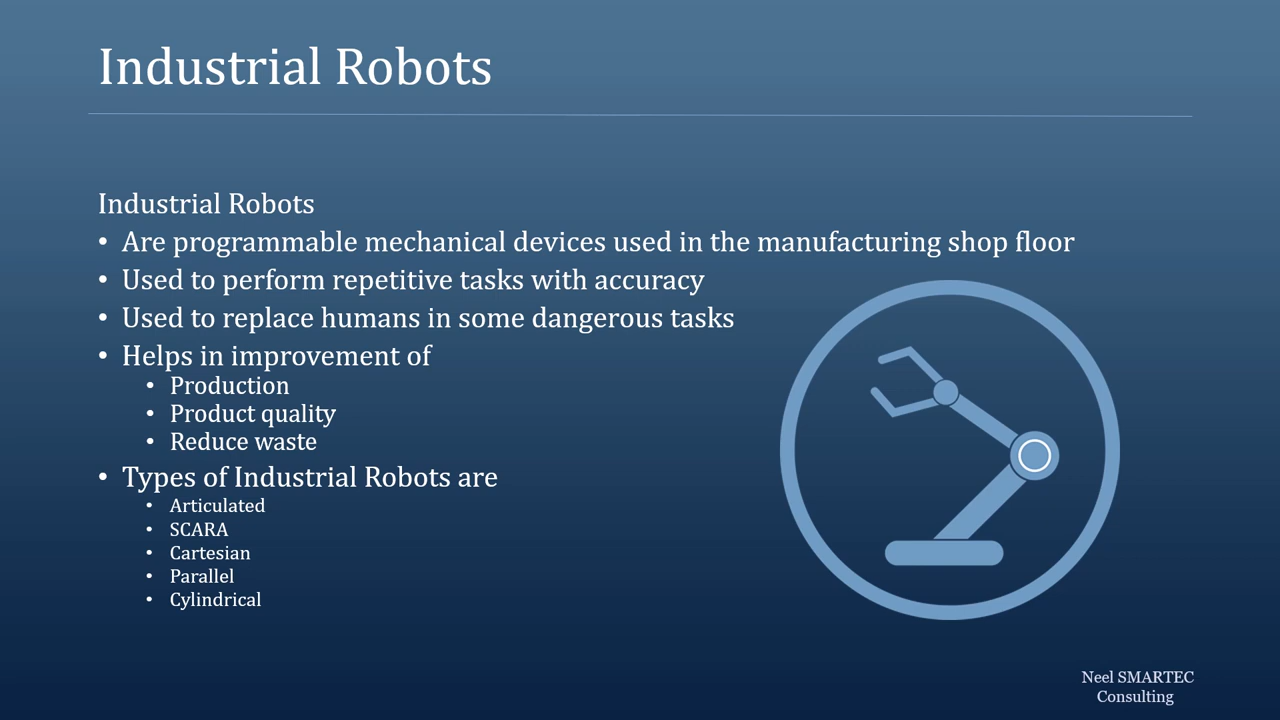 Industrial Robots
Industrial Robots
• Are programmable mechanical devices used in the manufacturing shop floor
• Used to perform repetitive tasks with accuracy
• Used to replace humans in some dangerous tasks
• Helps in improvement of
• Production
• Product quality
• Reduce waste
• Types of Industrial Robots are
• Articulated
• SCARA
• Cartesian
• Parallel
• Cylindrical
Neel SMARTEC
Consulting